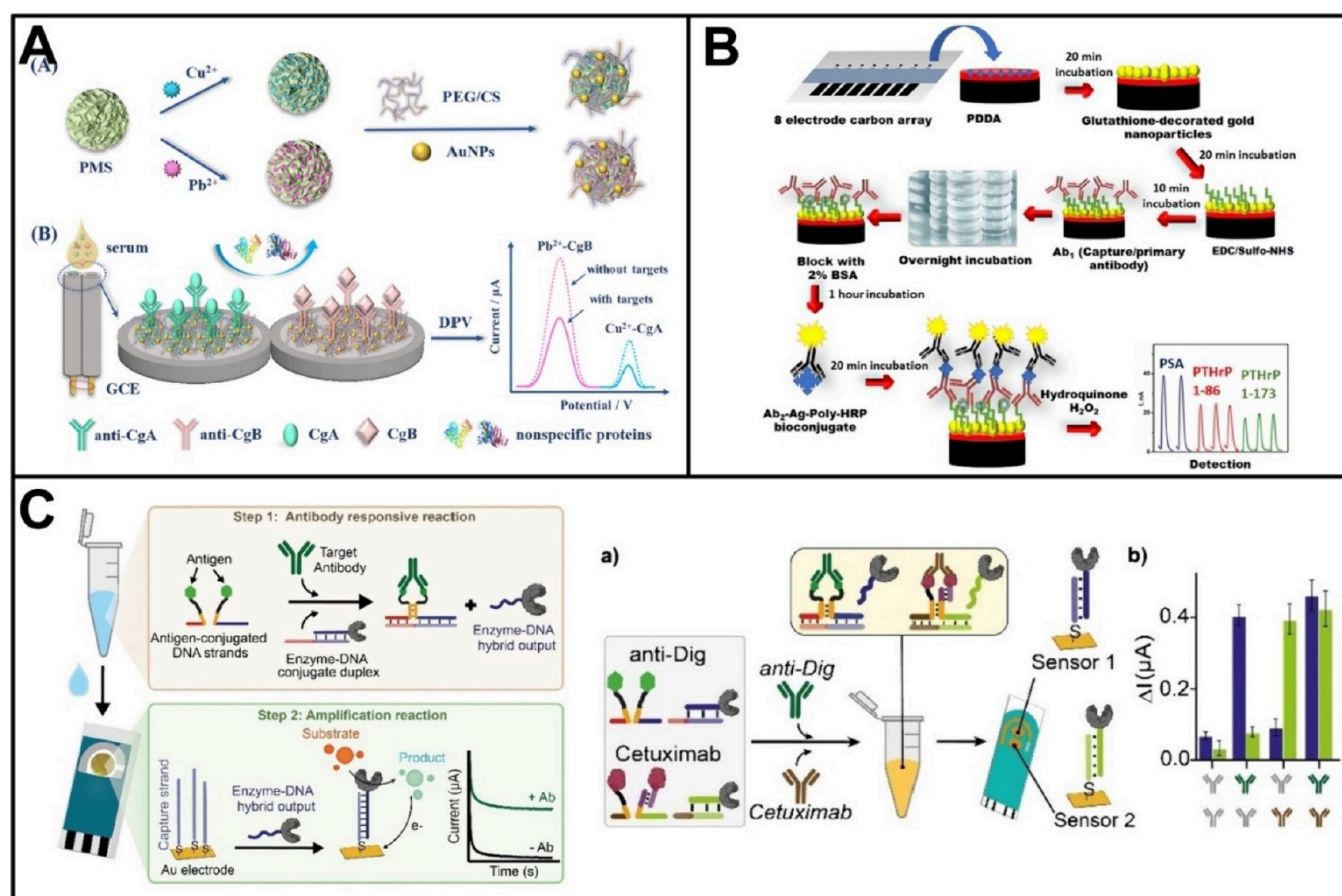 A
(A)
Cu²⁺
PMS
Pb²⁺
PEG/CS
AuNPs
(B)
serum
GCE
DPV
Current / μA
Pb²⁺-CgB
without targets
with targets
Cu²⁺-CgA
Potential / V
anti-CgA
anti-CgB
CgA
CgB
nonspecific proteins
B
8 electrode carbon array
PDDA
20 min
incubation
Glutathione-decorated gold
nanoparticles
20 min incubation
EDC/Sulfo-NHS
10 min
incubation
Ab₁ (Capture/primary
antibody)
Overnight incubation
Block with
2% BSA
1 hour incubation
Ab₂-Ag-Poly-HRP
bioconjugate
20 min incubation
Hydroquinone
H₂O₂
I, nA
40
20
0
PSA
PTHrP
1-86
PTHrP
1-173
Detection
C
Step 1: Antibody responsive reaction
Antigen
Antigen-conjugated
DNA strands
Target
Antibody
Enzyme-DNA
conjugate duplex
+
Enzyme-DNA
hybrid output
Step 2: Amplification reaction
Capture strand
S S S
Au electrode
Enzyme-DNA
hybrid output
Substrate
Product
e-
S
Current (μA)
+ Ab
- Ab
Time (s)
a)
anti-Dig
Cetuximab
anti-Dig
Cetuximab
S
Sensor 1
S
Sensor 2
b)
ΔI (μA)
0.4
0.2
0.0